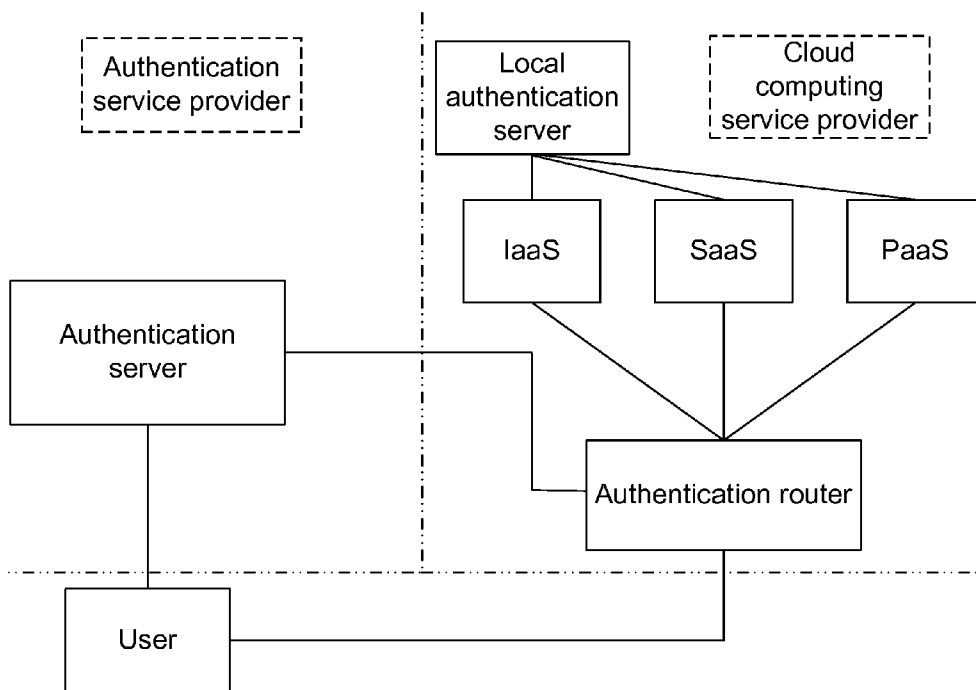 Authentication
service provider
Local
authentication
server
Cloud
computing
service provider
IaaS
SaaS
PaaS
Authentication
server
Authentication router
User